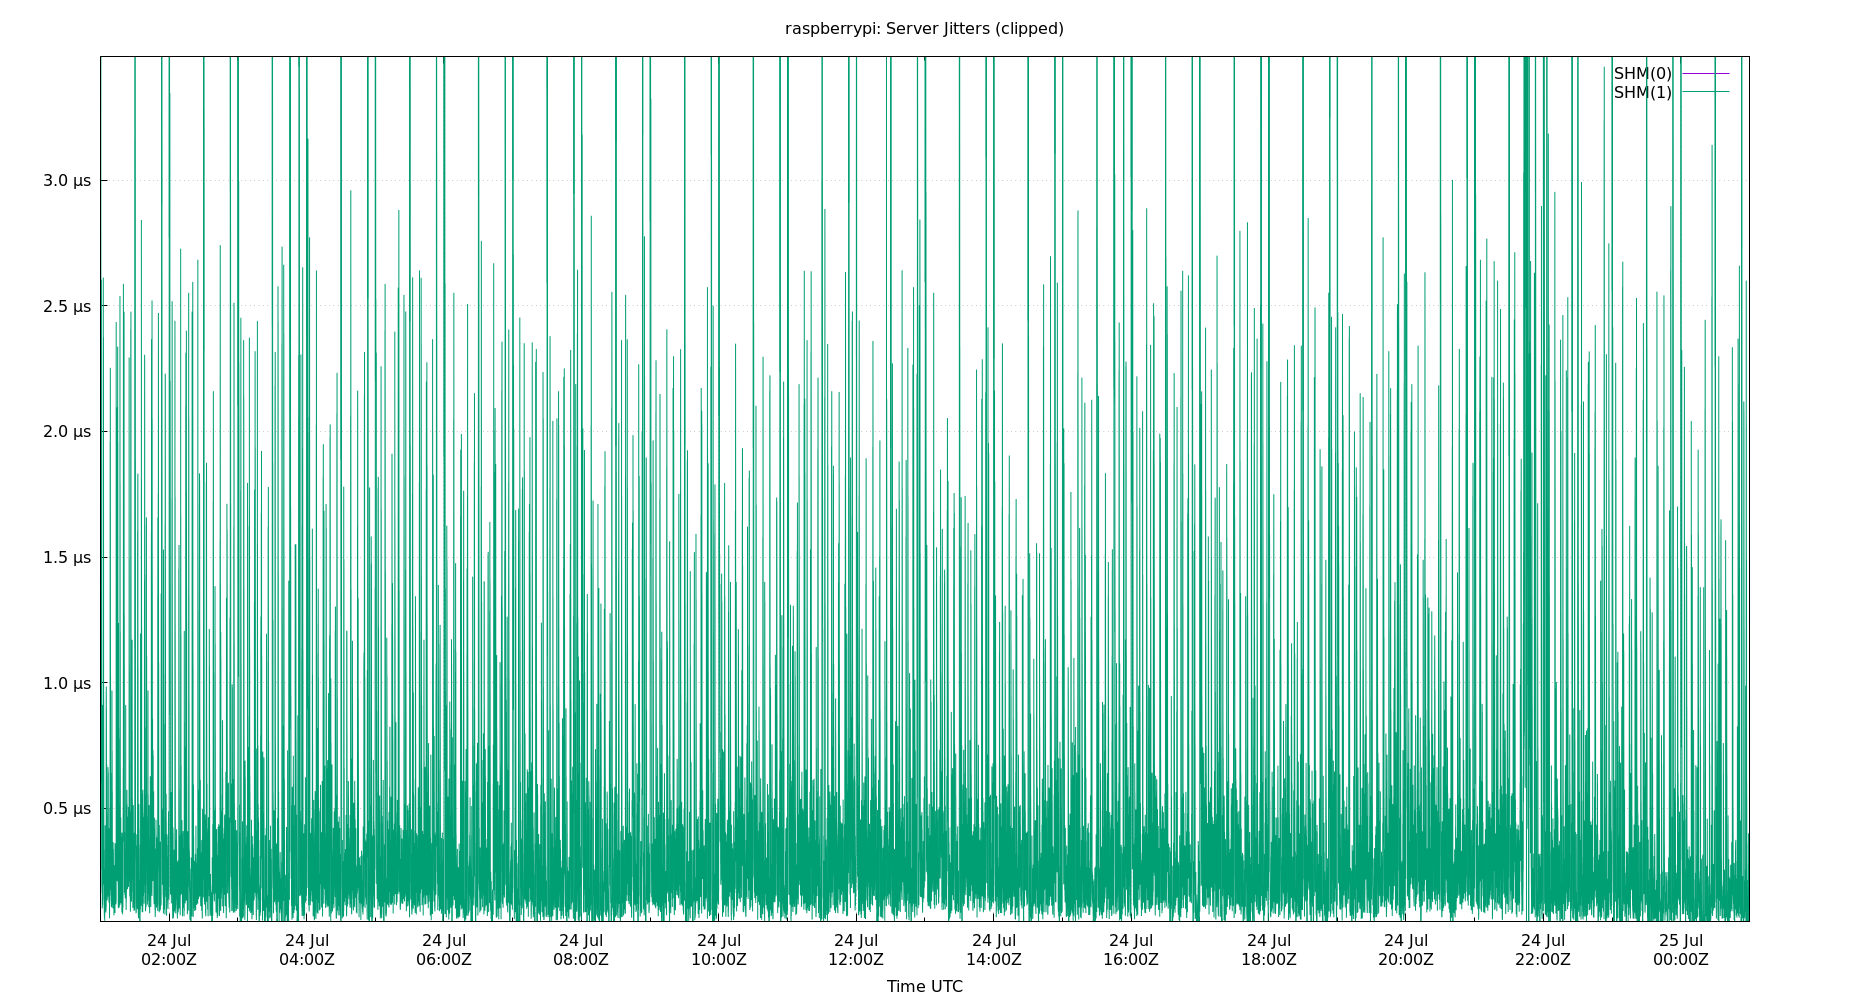 raspberrypi: Server Jitters (clipped)
SHM(0)
SHM(1)
3.0 µs
2.5 µs
2.0 µs
1.5 µs
1.0 µs
0.5 µs
24 Jul 24 Jul 24 Jul 24 Jul 24 Jul 24 Jul 24 Jul 24 Jul 24 Jul 24 Jul 24 Jul 25 Jul
02:00Z 04:00Z 06:00Z 08:00Z 10:00Z 12:00Z 14:00Z 16:00Z 18:00Z 20:00Z 22:00Z 00:00Z
Time UTC